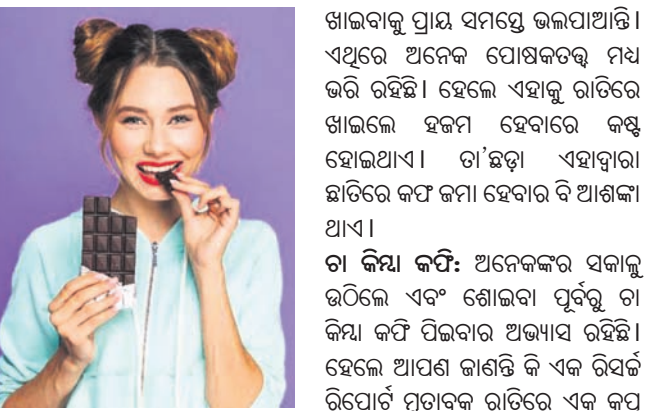 ଖାଇବାକୁ ପ୍ରାୟ ସମସ୍ତେ ଭଲପାଆନ୍ତି।
ଏଥିରେ ଅନେକ ପୋଷକତତ୍ତ୍ୱ ମଧ୍ୟ
ଭରି ରହିଛି। ହେଲେ ଏହାକୁ ରାତିରେ
ଖାଇଲେ ହଜମ ହେବାରେ କଷ୍ଟ
ହୋଇଥାଏ। ତା'ଛଡ଼ା ଏହାଦ୍ୱାରା
ଛାତିରେ କଫ ଜମା ହେବାର ବି ଆଶଙ୍କା
ଥାଏ।
ଚା କିମ୍ବା କଫି: ଅନେକଙ୍କର ସକାଳୁ
ଉଠିଲେ ଏବଂ ଶୋଇବା ପୂର୍ବରୁ ଚା
କିମ୍ବା କଫି ପିଇବାର ଅଭ୍ୟାସ ରହିଛି।
ହେଲେ ଆପଣ ଜାଣନ୍ତି କି ଏକ ରିସର୍ଚ୍ଚ
ରିପୋର୍ଟ ମୁତାବକ ରାତିରେ ଏକ କପ୍